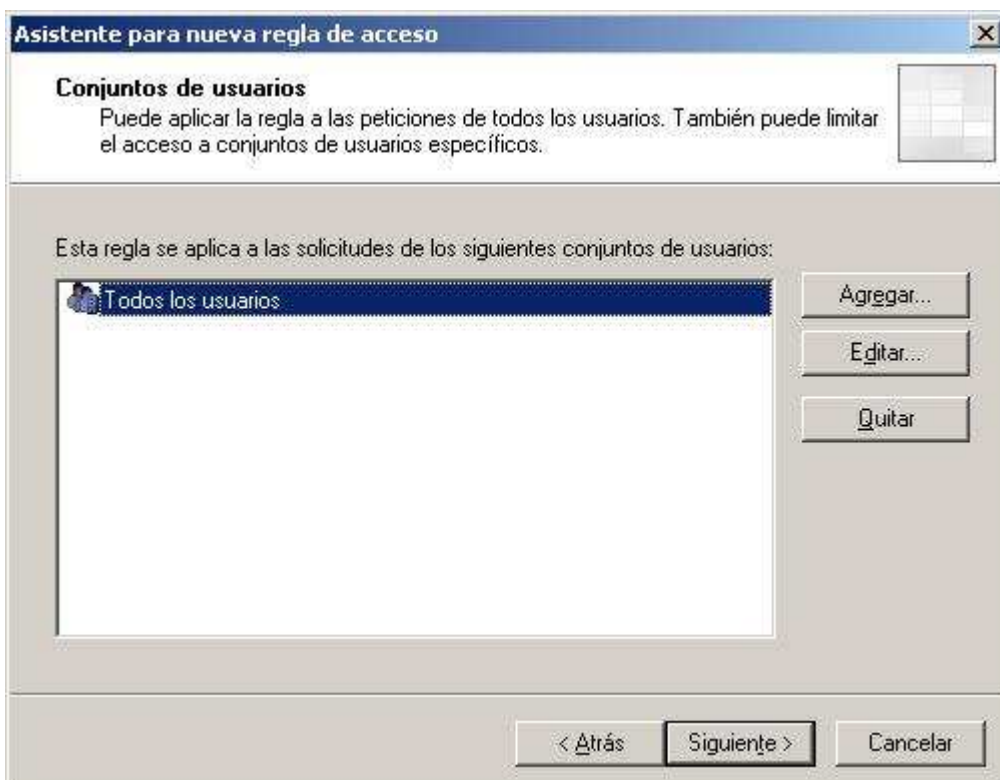 Asistente para nueva regla de acceso
Conjuntos de usuarios
Puede aplicar la regla a las peticiones de todos los usuarios. También puede limitar
el acceso a conjuntos de usuarios específicos.
Esta regla se aplica a las solicitudes de los siguientes conjuntos de usuarios:
Todos los usuarios
Agregar...
Editar...
Quitar
< Atrás
Siguiente >
Cancelar